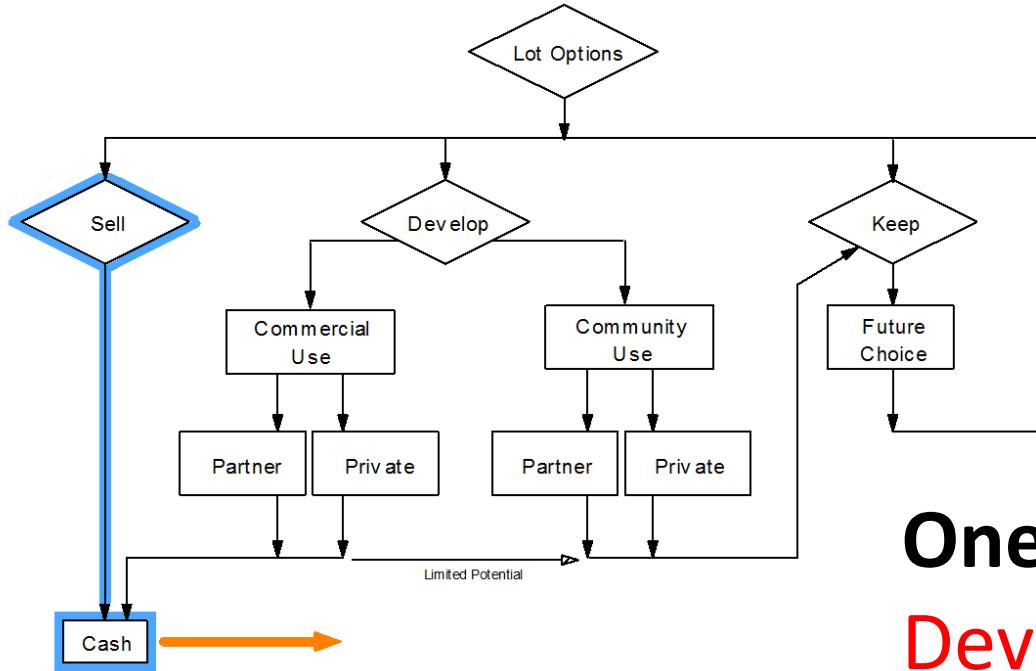 Lot Options
Sell
Develop
Keep
Commercial
Use
Community
Use
Future
Choice
Partner
Private
Partner
Private
Limited Potential
One
Dev
Cash